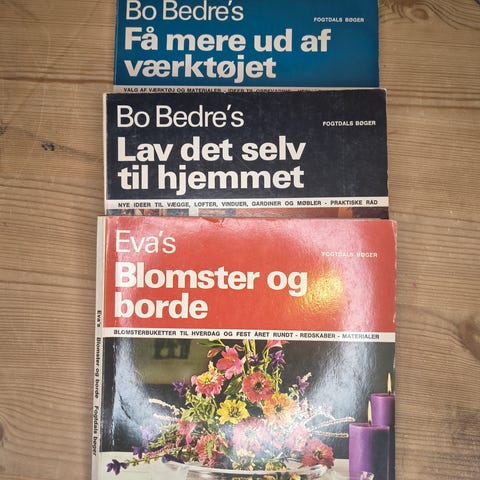 Bo Bedre's
FOGTDALS BØGER
Få mere ud af
værktøjet
VALG AF VÆRKTØJ OG MATERIALER - IDEER TIL
Bo Bedre's
FOGTDALS BØGER
Lav det selv
til hjemmet
NYE IDEER TIL VÆGGE, LOFTER, VINDUER, GARDINER OG MØBLER - PRAKTISKE RÅD
Eva's
FOGTDALS BØGER
Blomster og
borde
BLOMSTERBUKETTER TIL HVERDAG OG FEST ÅRET RUNDT - REDSKABER - MATERIALER
Eva's Blomster og borde Fogtdals bøger